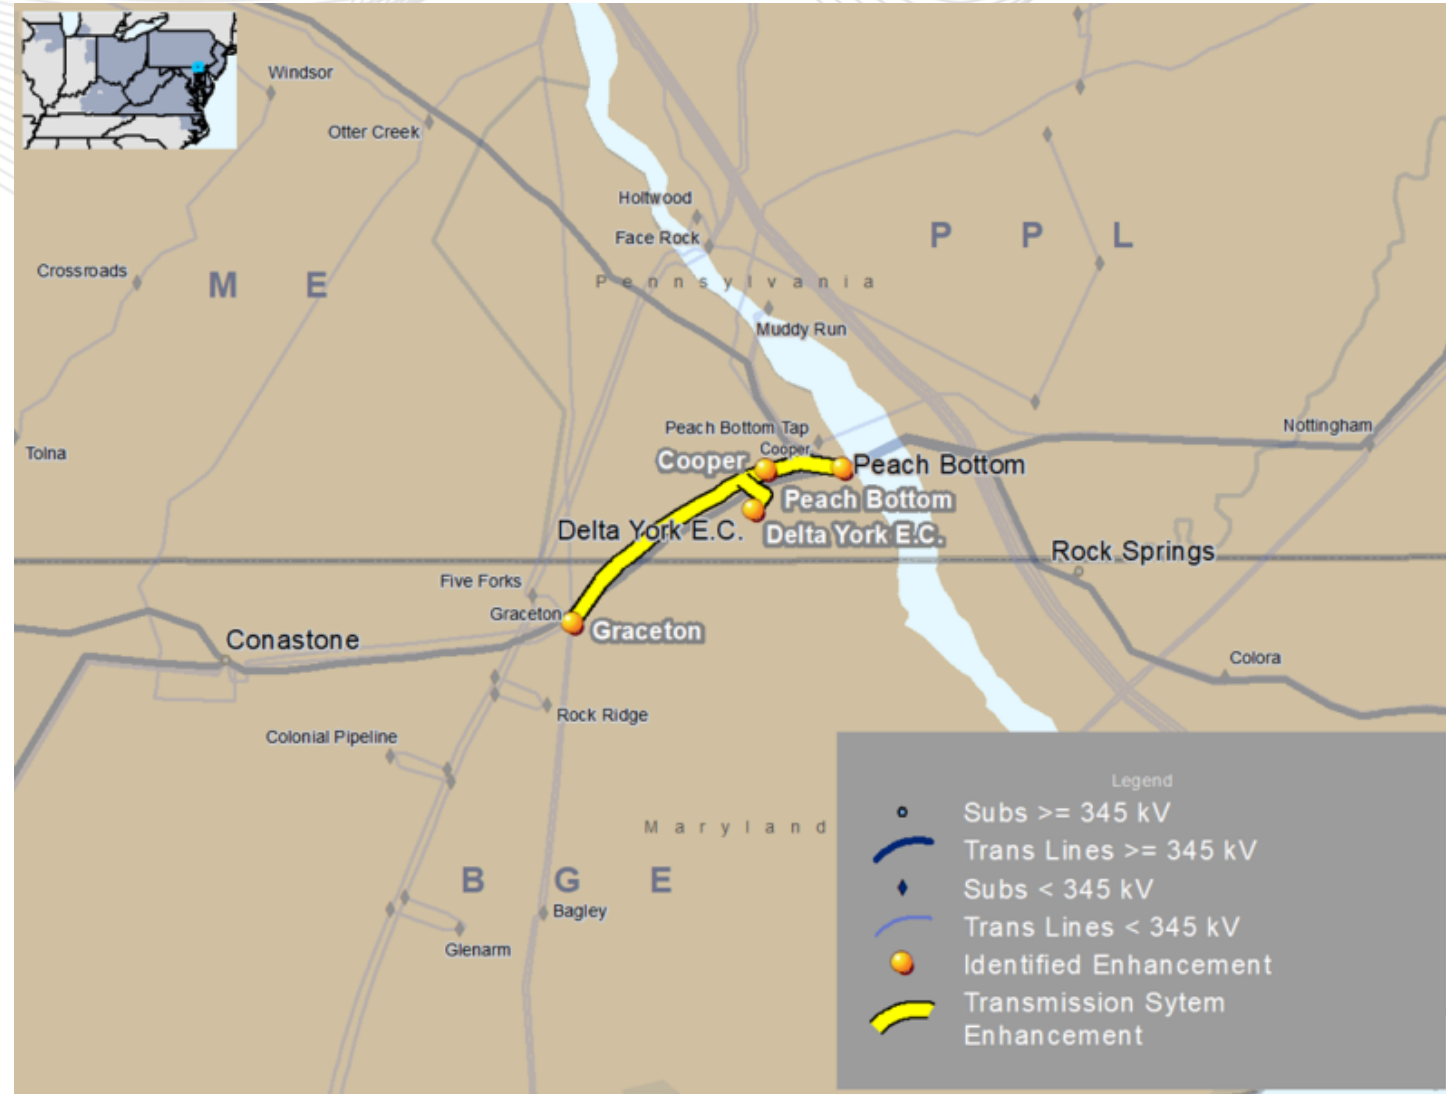 Windsor
Otter Creek
Holtwood
Face Rock
P P L
Crossroads
M E
Pennsylvania
Muddy Run
Peach Bottom Tap
Nottingham
Tolna
Cooper
Cooper
Peach Bottom
Peach Bottom
Delta York E.C.
Delta York E.C.
Rock Springs
Five Forks
Graceton
Graceton
Conastone
Colora
Rock Ridge
Colonial Pipeline
Maryland
B G E
Bagley
Glenarm
Legend
Subs >= 345 kV
Trans Lines >= 345 kV
Subs < 345 kV
Trans Lines < 345 kV
Identified Enhancement
Transmission Sytem
Enhancement